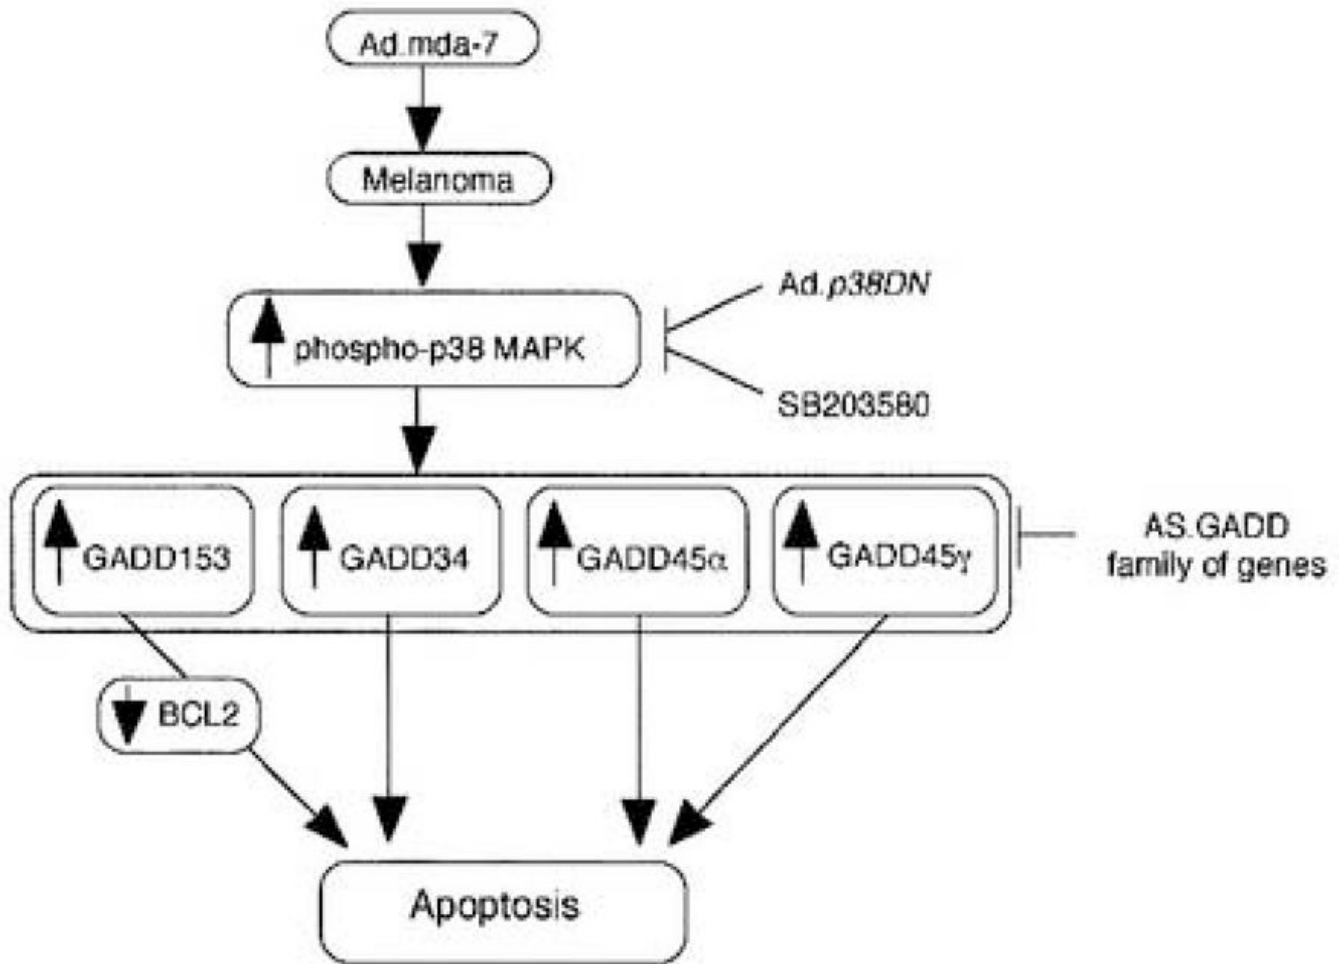 Ad.mda-7
Melanoma
phospho-p38 MAPK
Ad.p38DN
SB203580
GADD153
GADD34
GADD45α
GADD45γ
AS.GADD
family of genes
BCL2
Apoptosis